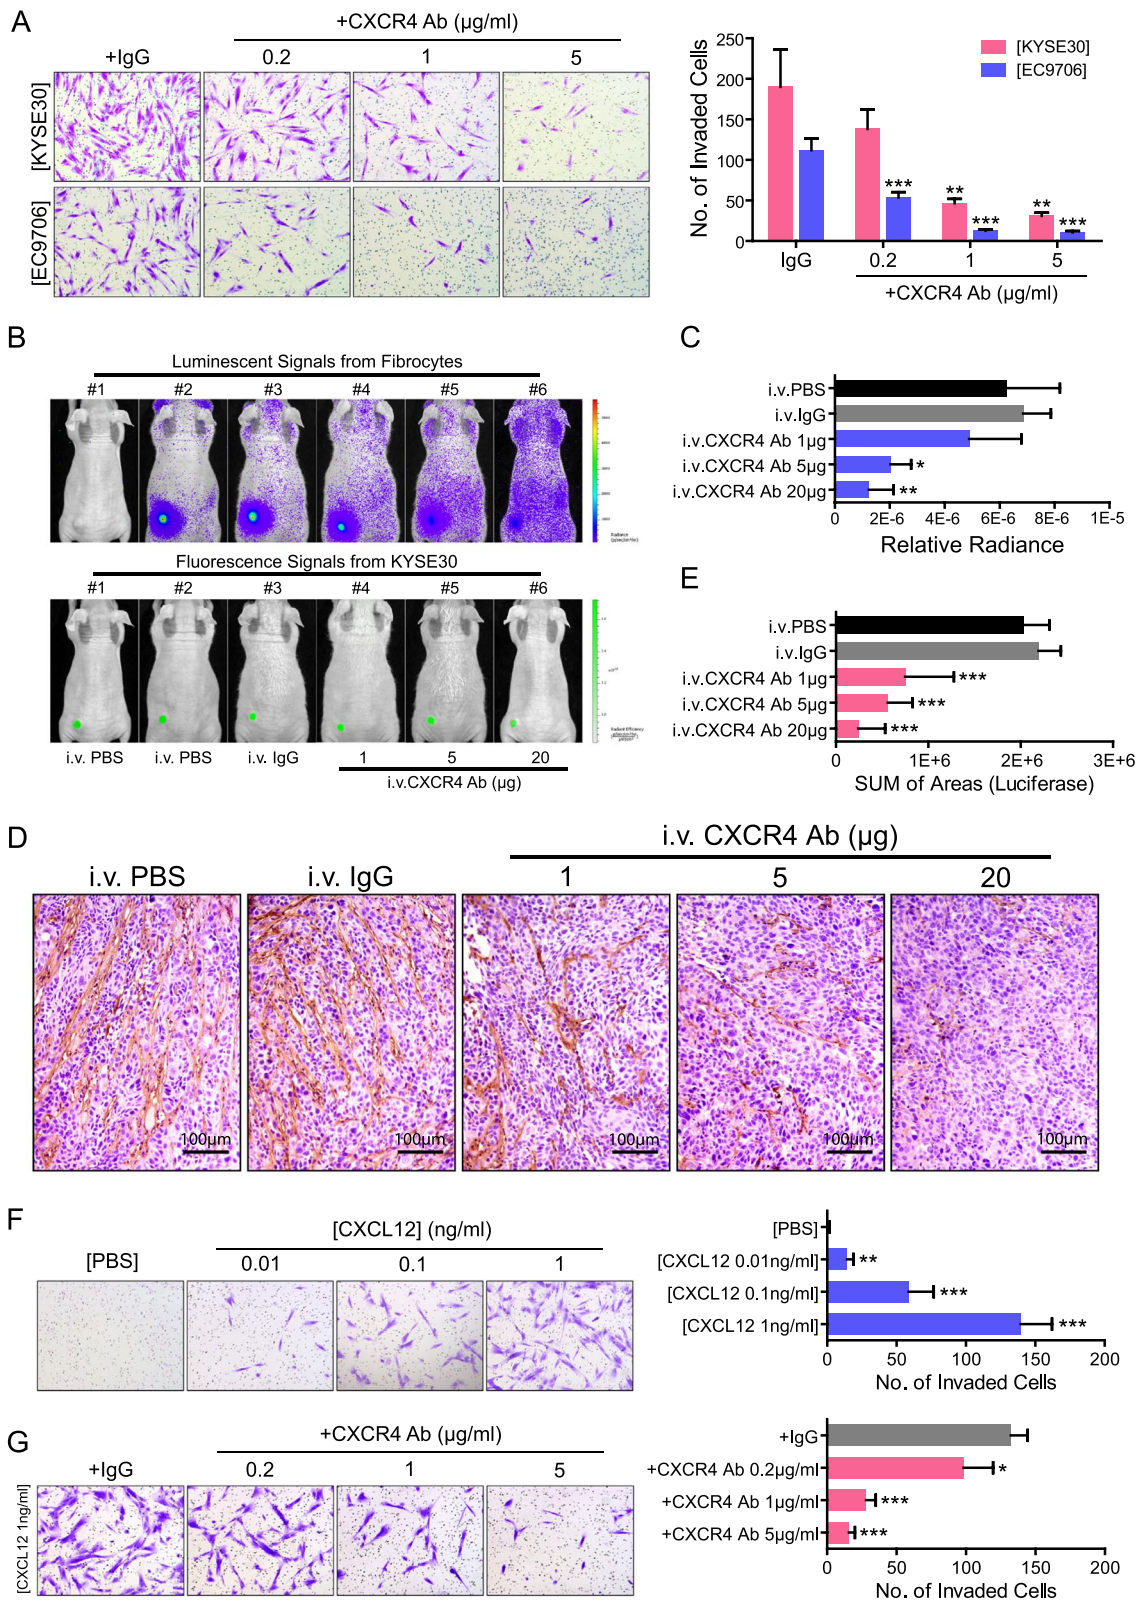 A
+CXCR4 Ab (μg/ml)
+IgG 0.2 1 5
[KYSE30]
[EC9706]
No. of Invaded Cells
250
200
150
100
50
0
[KYSE30]
[EC9706]
***
** ***
** ***
IgG 0.2 1 5
+CXCR4 Ab (μg/ml)
B
Luminescent Signals from Fibrocytes
#1 #2 #3 #4 #5 #6
Fluorescence Signals from KYSE30
#1 #2 #3 #4 #5 #6
i.v. PBS i.v. PBS i.v. IgG 1 5 20
i.v.CXCR4 Ab (μg)
C
i.v.PBS
i.v.IgG
i.v.CXCR4 Ab 1μg
i.v.CXCR4 Ab 5μg *
i.v.CXCR4 Ab 20μg **
0 2E-6 4E-6 6E-6 8E-6 1E-5
Relative Radiance
E
i.v.PBS
i.v.IgG
i.v.CXCR4 Ab 1μg ***
i.v.CXCR4 Ab 5μg ***
i.v.CXCR4 Ab 20μg ***
0 1E+6 2E+6 3E+6
SUM of Areas (Luciferase)
D
i.v. CXCR4 Ab (μg)
i.v. PBS i.v. IgG 1 5 20
100μm 100μm 100μm 100μm 100μm
F
[CXCL12] (ng/ml)
[PBS] 0.01 0.1 1
[PBS]
[CXCL12 0.01ng/ml] **
[CXCL12 0.1ng/ml] ***
[CXCL12 1ng/ml] ***
0 50 100 150 200
No. of Invaded Cells
G
+CXCR4 Ab (μg/ml)
+IgG 0.2 1 5
[CXCL12 1ng/ml]
+IgG
+CXCR4 Ab 0.2μg/ml *
+CXCR4 Ab 1μg/ml ***
+CXCR4 Ab 5μg/ml ***
0 50 100 150 200
No. of Invaded Cells